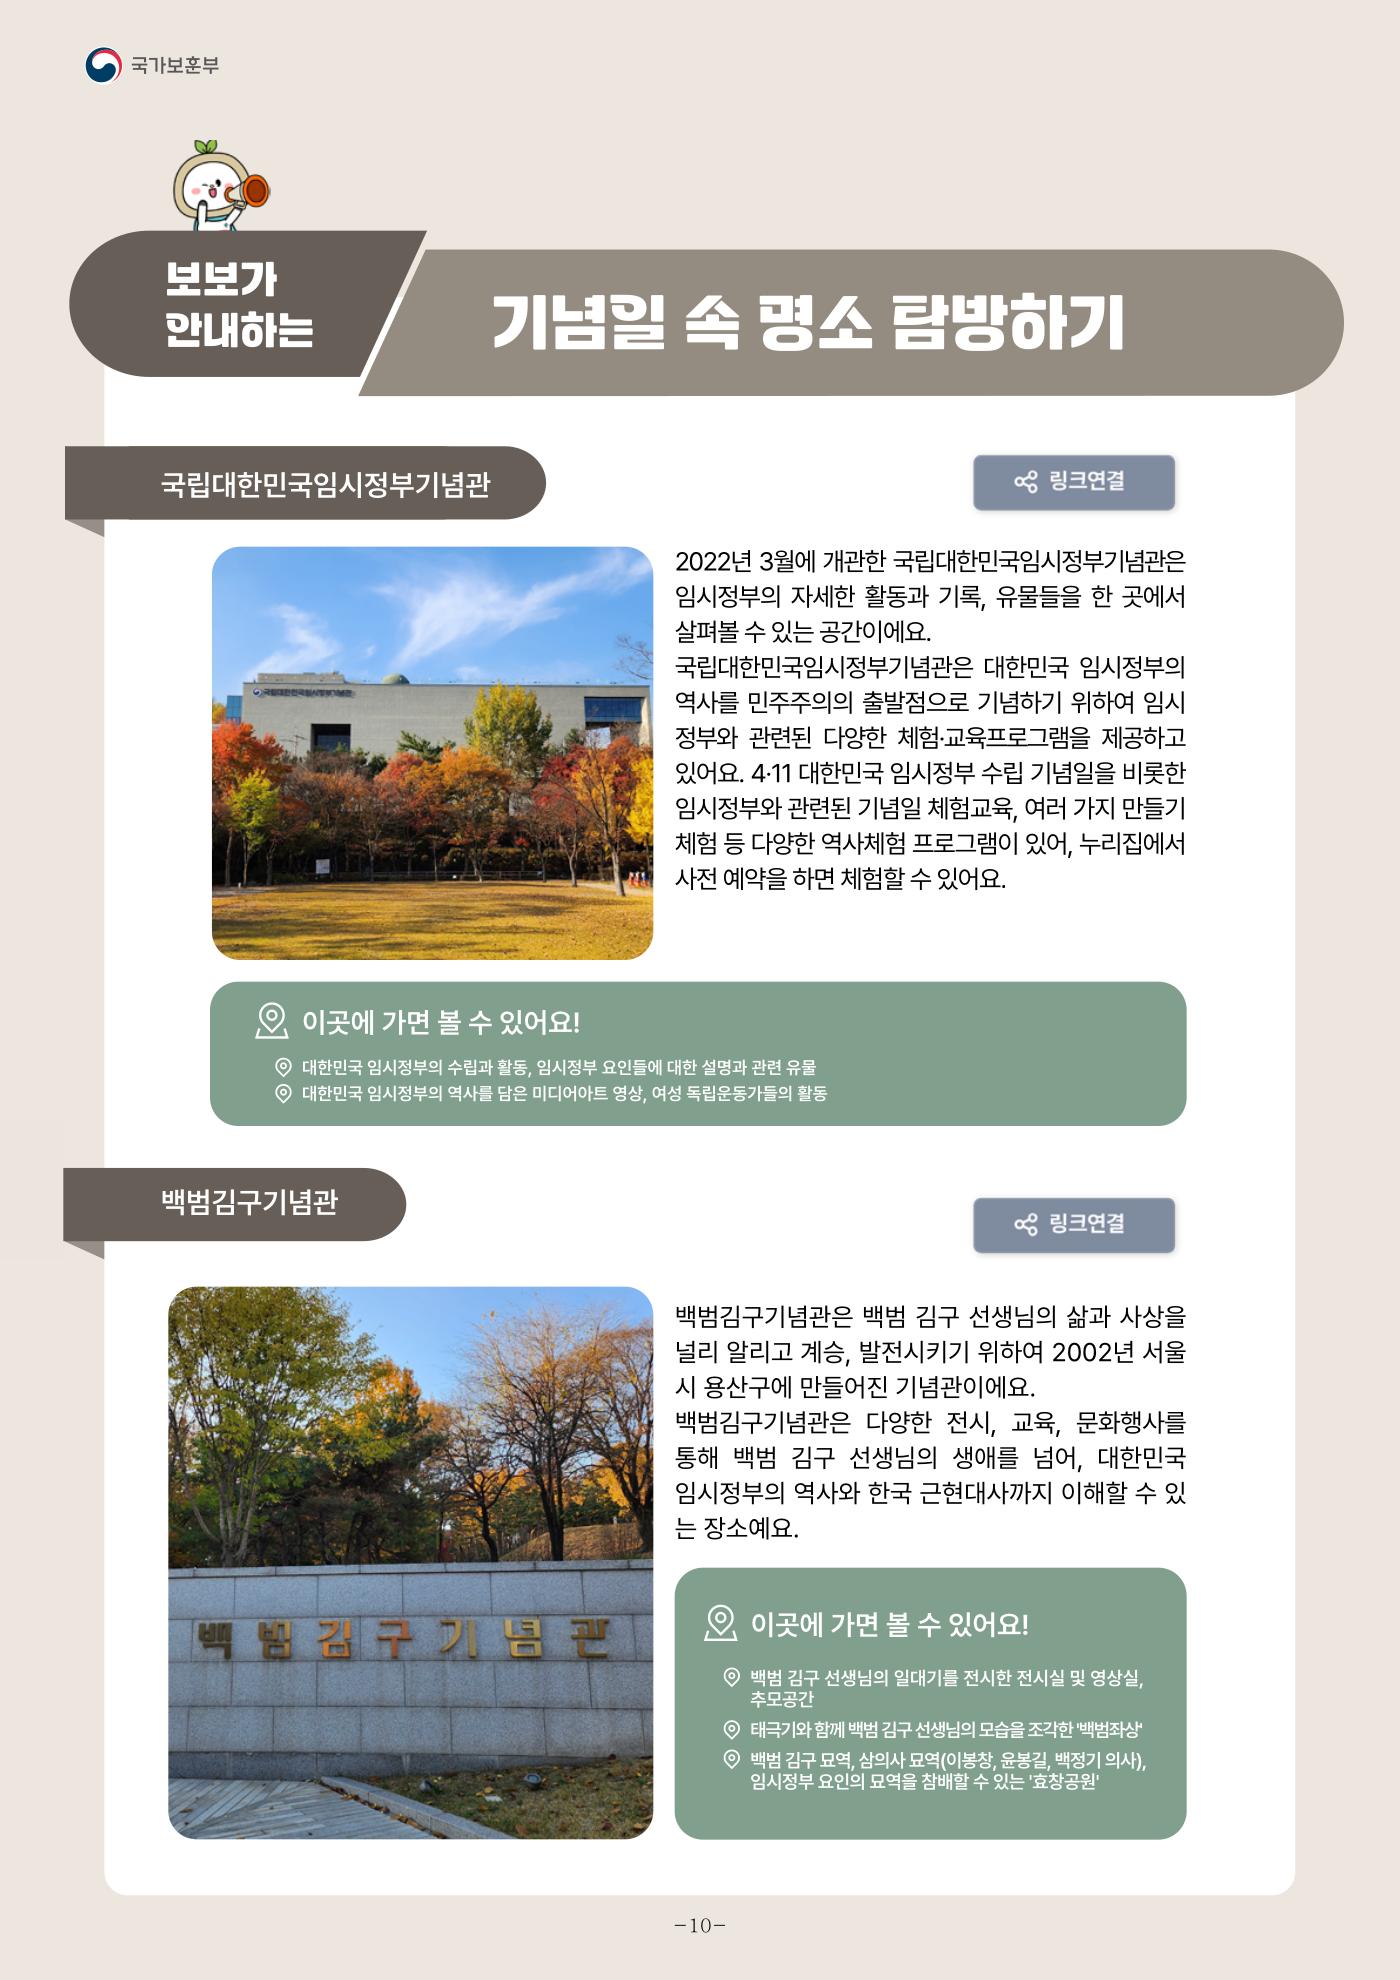 국가보훈부
보보가
안내하는
기념일 속 명소 탐방하기
국립대한민국임시정부기념관
링크연결
국립대한민국임시정부기념관
2022년 3월에 개관한 국립대한민국임시정부기념관은
임시정부의 자세한 활동과 기록, 유물들을 한 곳에서
살펴볼 수 있는 공간이에요.
국립대한민국임시정부기념관은 대한민국 임시정부의
역사를 민주주의의 출발점으로 기념하기 위하여 임시
정부와 관련된 다양한 체험·교육프로그램을 제공하고
있어요. 4·11 대한민국 임시정부 수립 기념일을 비롯한
임시정부와 관련된 기념일 체험교육, 여러 가지 만들기
체험 등 다양한 역사체험 프로그램이 있어, 누리집에서
사전 예약을 하면 체험할 수 있어요.
이곳에 가면 볼 수 있어요!
대한민국 임시정부의 수립과 활동, 임시정부 요인들에 대한 설명과 관련 유물
대한민국 임시정부의 역사를 담은 미디어아트 영상, 여성 독립운동가들의 활동
백범김구기념관
링크연결
백범김구기념관
백범김구기념관은 백범 김구 선생님의 삶과 사상을
널리 알리고 계승, 발전시키기 위하여 2002년 서울
시 용산구에 만들어진 기념관이에요.
백범김구기념관은 다양한 전시, 교육, 문화행사를
통해 백범 김구 선생님의 생애를 넘어, 대한민국
임시정부의 역사와 한국 근현대사까지 이해할 수 있
는 장소예요.
이곳에 가면 볼 수 있어요!
백범 김구 선생님의 일대기를 전시한 전시실 및 영상실,
추모공간
태극기와 함께 백범 김구 선생님의 모습을 조각한 '백범좌상'
백범 김구 묘역, 삼의사 묘역(이봉창, 윤봉길, 백정기 의사),
임시정부 요인의 묘역을 참배할 수 있는 '효창공원'
-10-